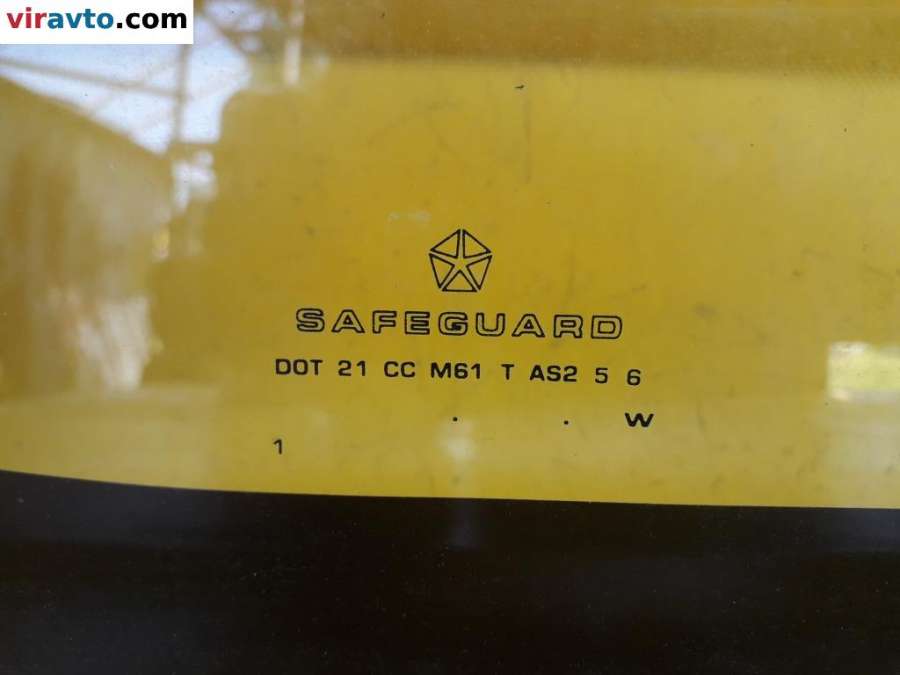 viravto.com
SAFEGUARD
DOT 21 CC M61 T AS2 5 6
. . W
1